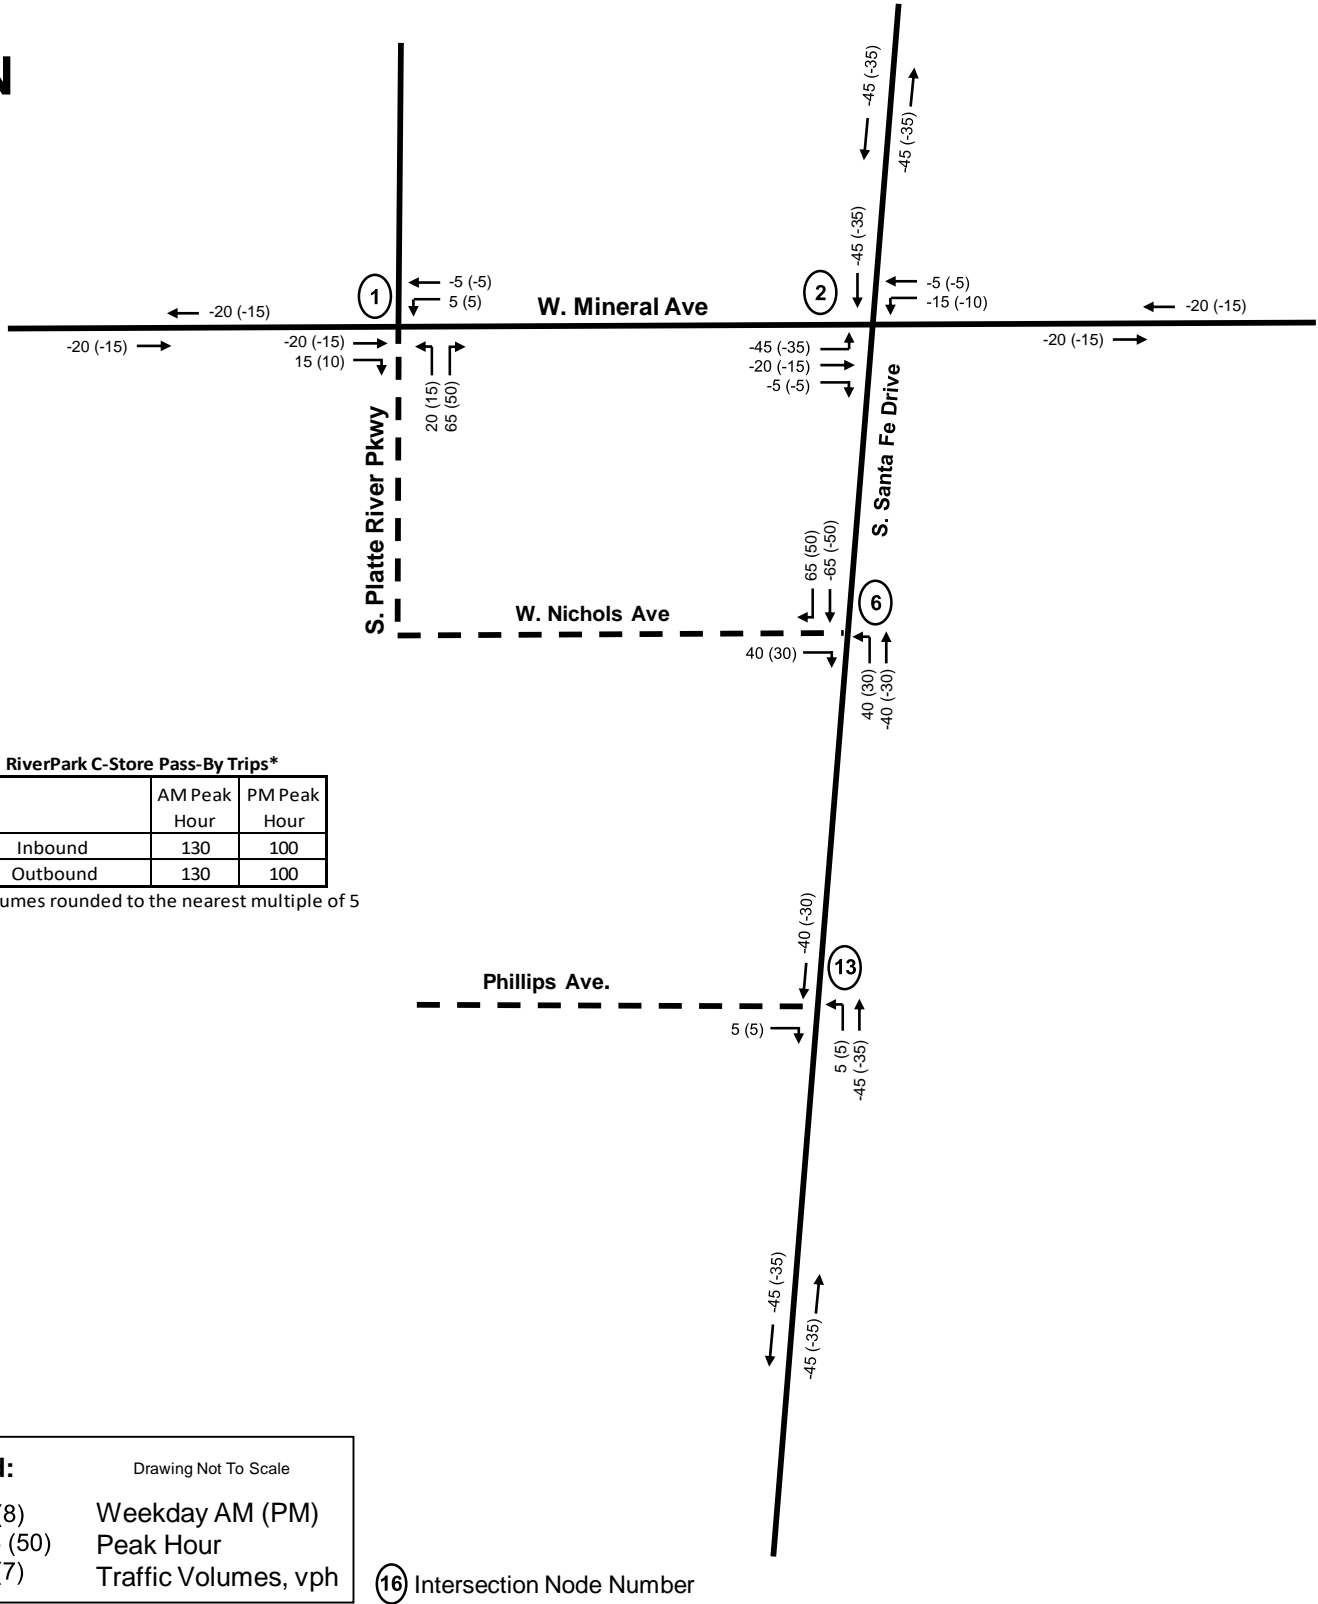 N
-45 (-35)
-45 (-35)
-45 (-35)
1
-5 (-5)
5 (5)
W. Mineral Ave
2
-5 (-5)
-15 (-10)
-20 (-15)
-20 (-15)
-20 (-15)
-20 (-15)
15 (10)
20 (15)
65 (50)
-45 (-35)
-20 (-15)
-5 (-5)
-20 (-15)
S. Platte River Pkwy
S. Santa Fe Drive
65 (50)
-65 (-50)
6
W. Nichols Ave
40 (30)
40 (30)
-40 (-30)
RiverPark C-Store Pass-By Trips*
AM Peak Hour PM Peak Hour
Inbound 130 100
Outbound 130 100
umes rounded to the nearest multiple of 5
-40 (-30)
13
Phillips Ave.
5 (5)
5 (5)
-45 (-35)
-45 (-35)
-45 (-35)
d:
Drawing Not To Scale
(8) Weekday AM (PM)
(50) Peak Hour
(7) Traffic Volumes, vph
16 Intersection Node Number